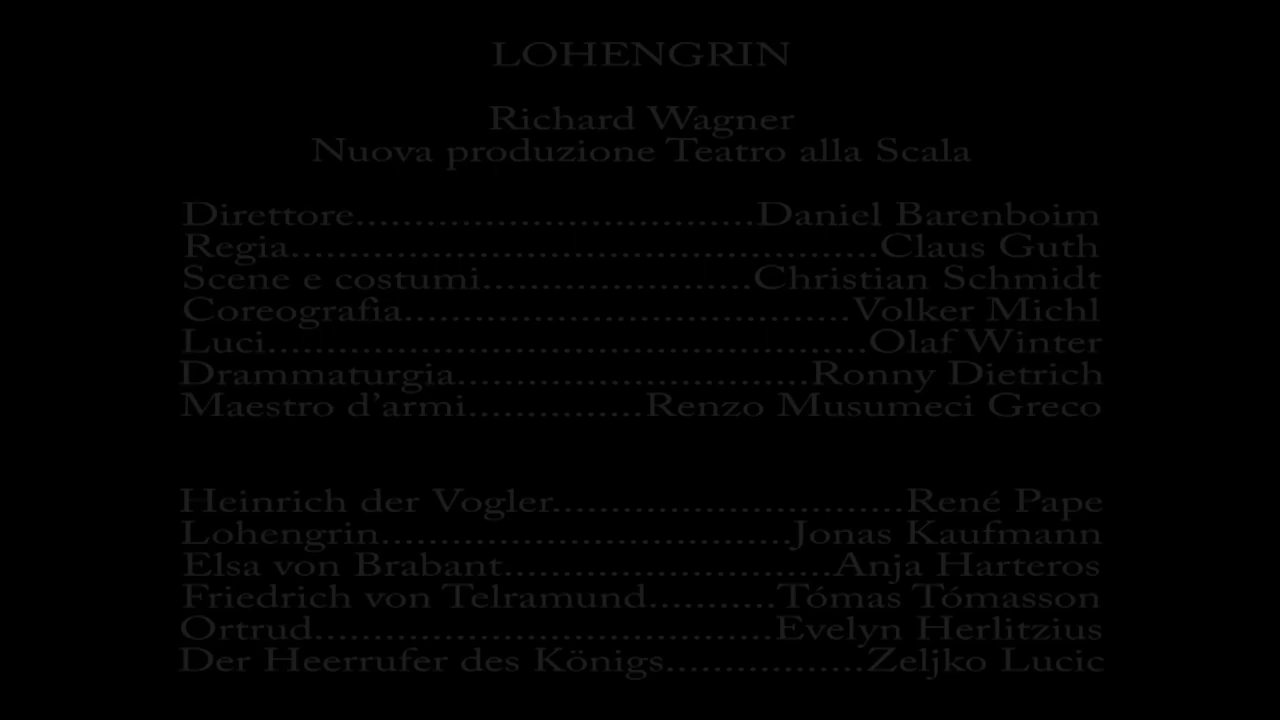 LOHENGRIN
Richard Wagner
Nuova produzione Teatro alla Scala
Direttore..................................Daniel Barenboim
Regia..................................................Claus Guth
Scene e costumi.......................Christian Schmidt
Coreografia......................................Volker Michl
Luci...................................................Olaf Winter
Drammaturgia..............................Ronny Dietrich
Maestro d’armi...............Renzo Musumeci Greco
Heinrich der Vogler..............................René Pape
Lohengrin...................................Jonas Kaufmann
Elsa von Brabant............................Anja Harteros
Friedrich von Telramund...........Tómas Tómasson
Ortrud.......................................Evelyn Herlitzius
Der Heerrufer des Königs.................Zeljko Lucic